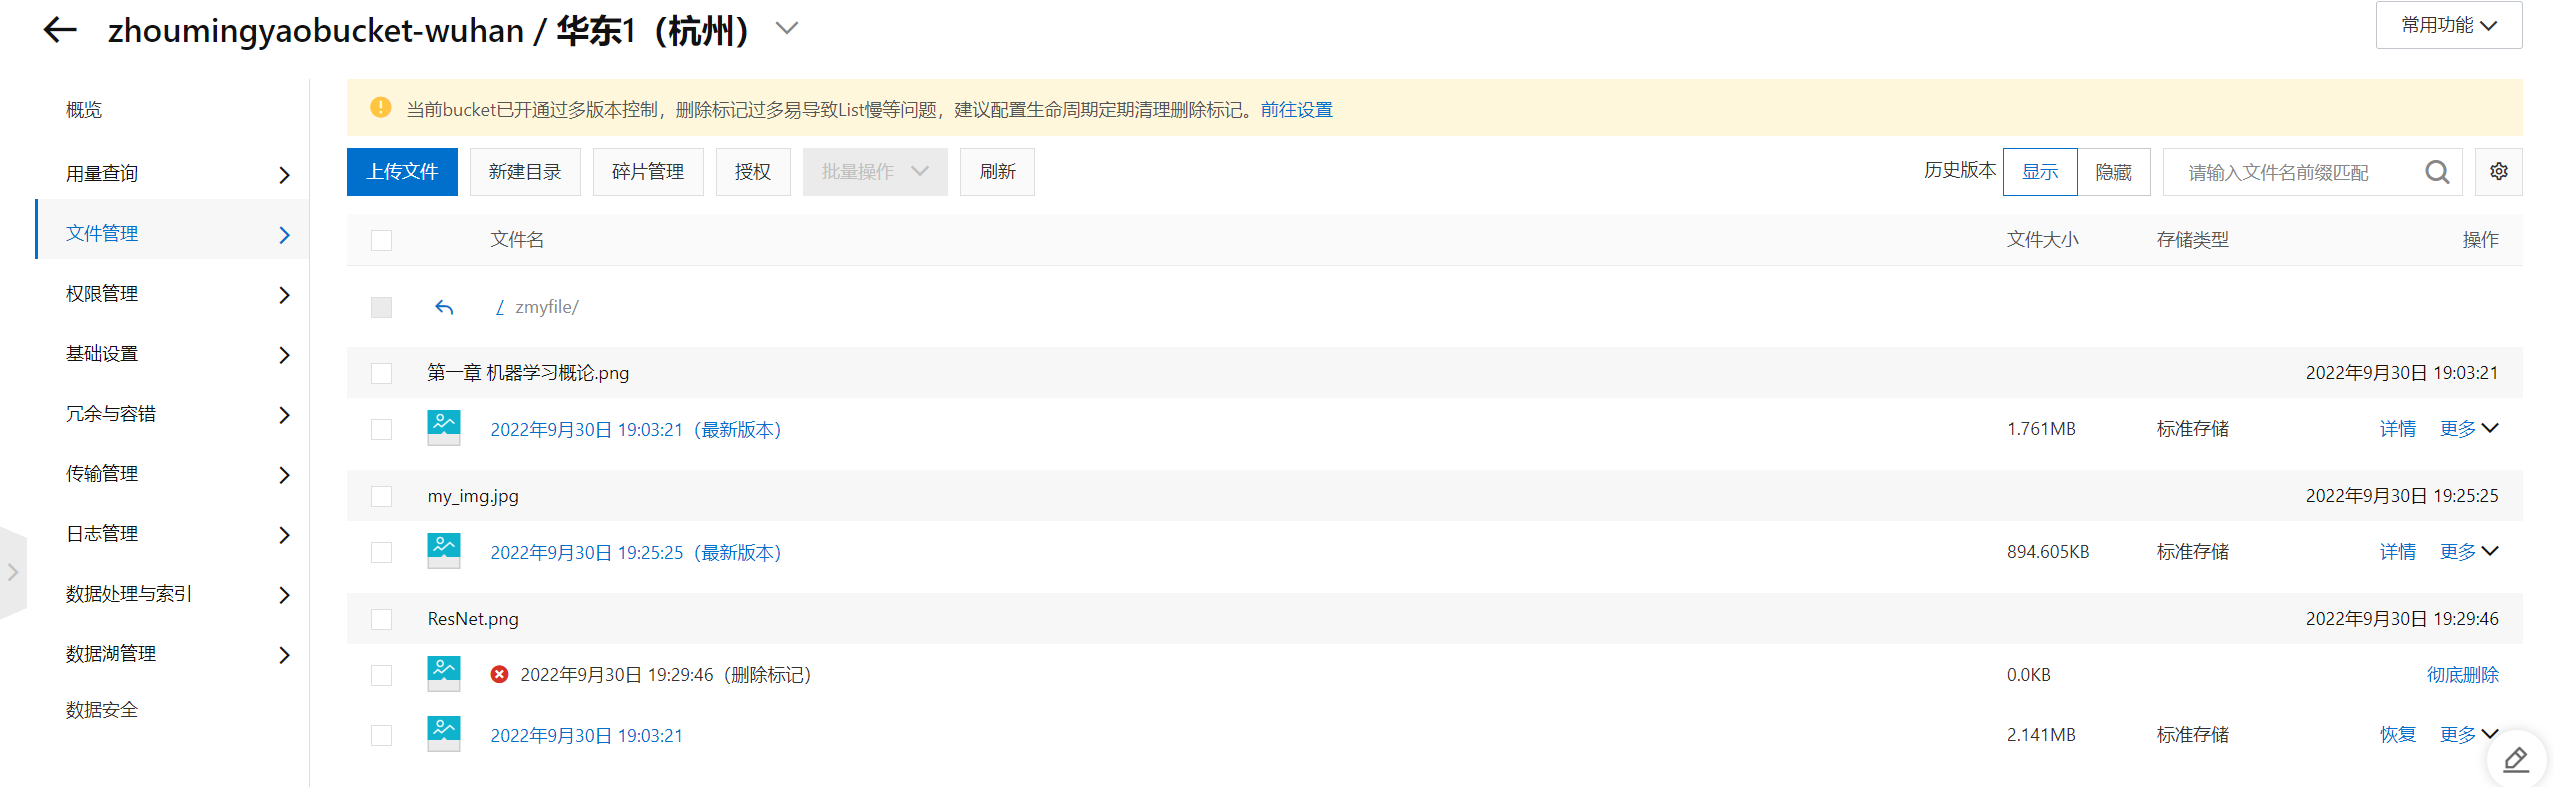 zhoumingyaobucket-wuhan / 华东1（杭州）
常用功能
概览
用量查询
文件管理
权限管理
基础设置
冗余与容错
传输管理
日志管理
数据处理与索引
数据湖管理
数据安全
当前bucket已开通过多版本控制，删除标记过多易导致List慢等问题，建议配置生命周期定期清理删除标记。前往设置
上传文件 新建目录 碎片管理 授权 批量操作 刷新 历史版本 显示 隐藏 请输入文件名前缀匹配
文件名 文件大小 存储类型 操作
/ zmyfile/
第一章 机器学习概论.png 2022年9月30日 19:03:21
2022年9月30日 19:03:21（最新版本） 1.761MB 标准存储 详情 更多
my_img.jpg 2022年9月30日 19:25:25
2022年9月30日 19:25:25（最新版本） 894.605KB 标准存储 详情 更多
ResNet.png 2022年9月30日 19:29:46
2022年9月30日 19:29:46（删除标记） 0.0KB 彻底删除
2022年9月30日 19:03:21 2.141MB 标准存储 恢复 更多